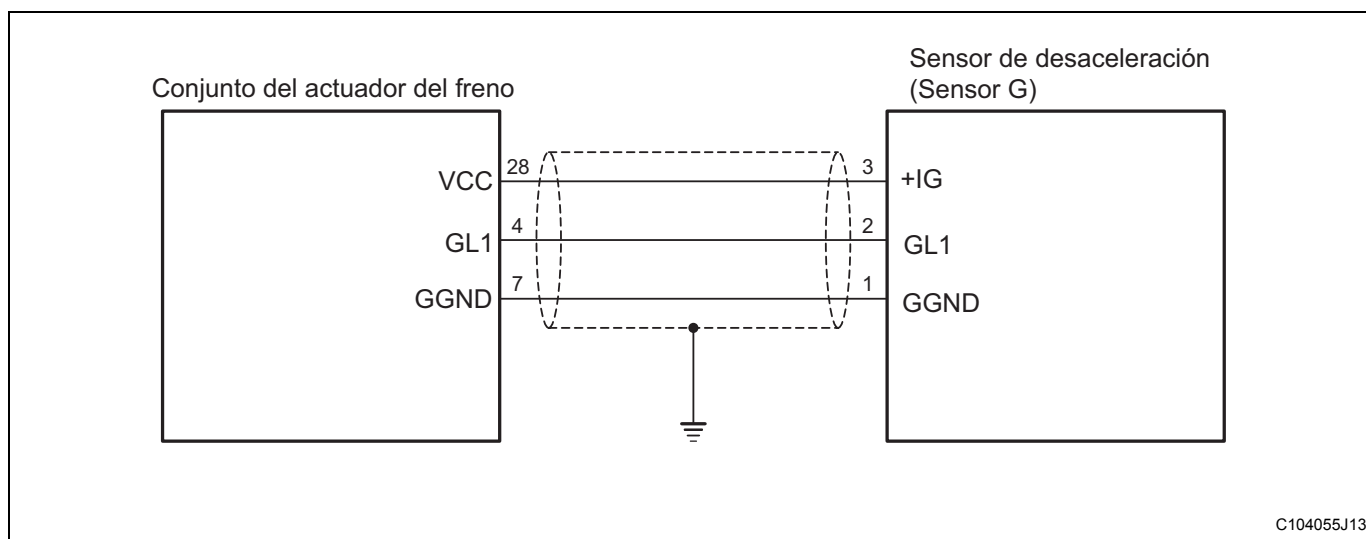 Sensor de desaceleración
(Sensor G)
Conjunto del actuador del freno
VCC 28 3 +IG
GL1 4 2 GL1
GGND 7 1 GGND
C104055J13